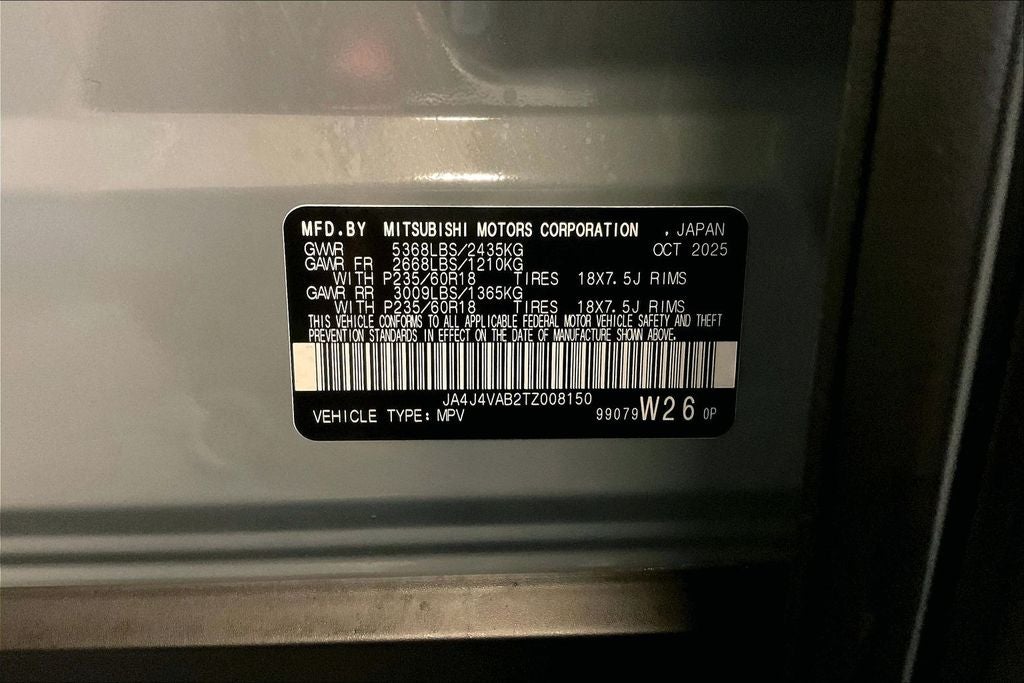 MFD.BY MITSUBISHI MOTORS CORPORATION , JAPAN
GVWR 5368LBS/2435KG OCT 2025
GAWR FR 2668LBS/1210KG
WITH P235/60R18 TIRES 18X7.5J RIMS
GAWR RR 3009LBS/1365KG
WITH P235/60R18 TIRES 18X7.5J RIMS
THIS VEHICLE CONFORMS TO ALL APPLICABLE FEDERAL MOTOR VEHICLE SAFETY AND THEFT
PREVENTION STANDARDS IN EFFECT ON THE DATE OF MANUFACTURE SHOWN ABOVE.
JA4J4VAB2TZ008150
VEHICLE TYPE: MPV 99079 W26 0P